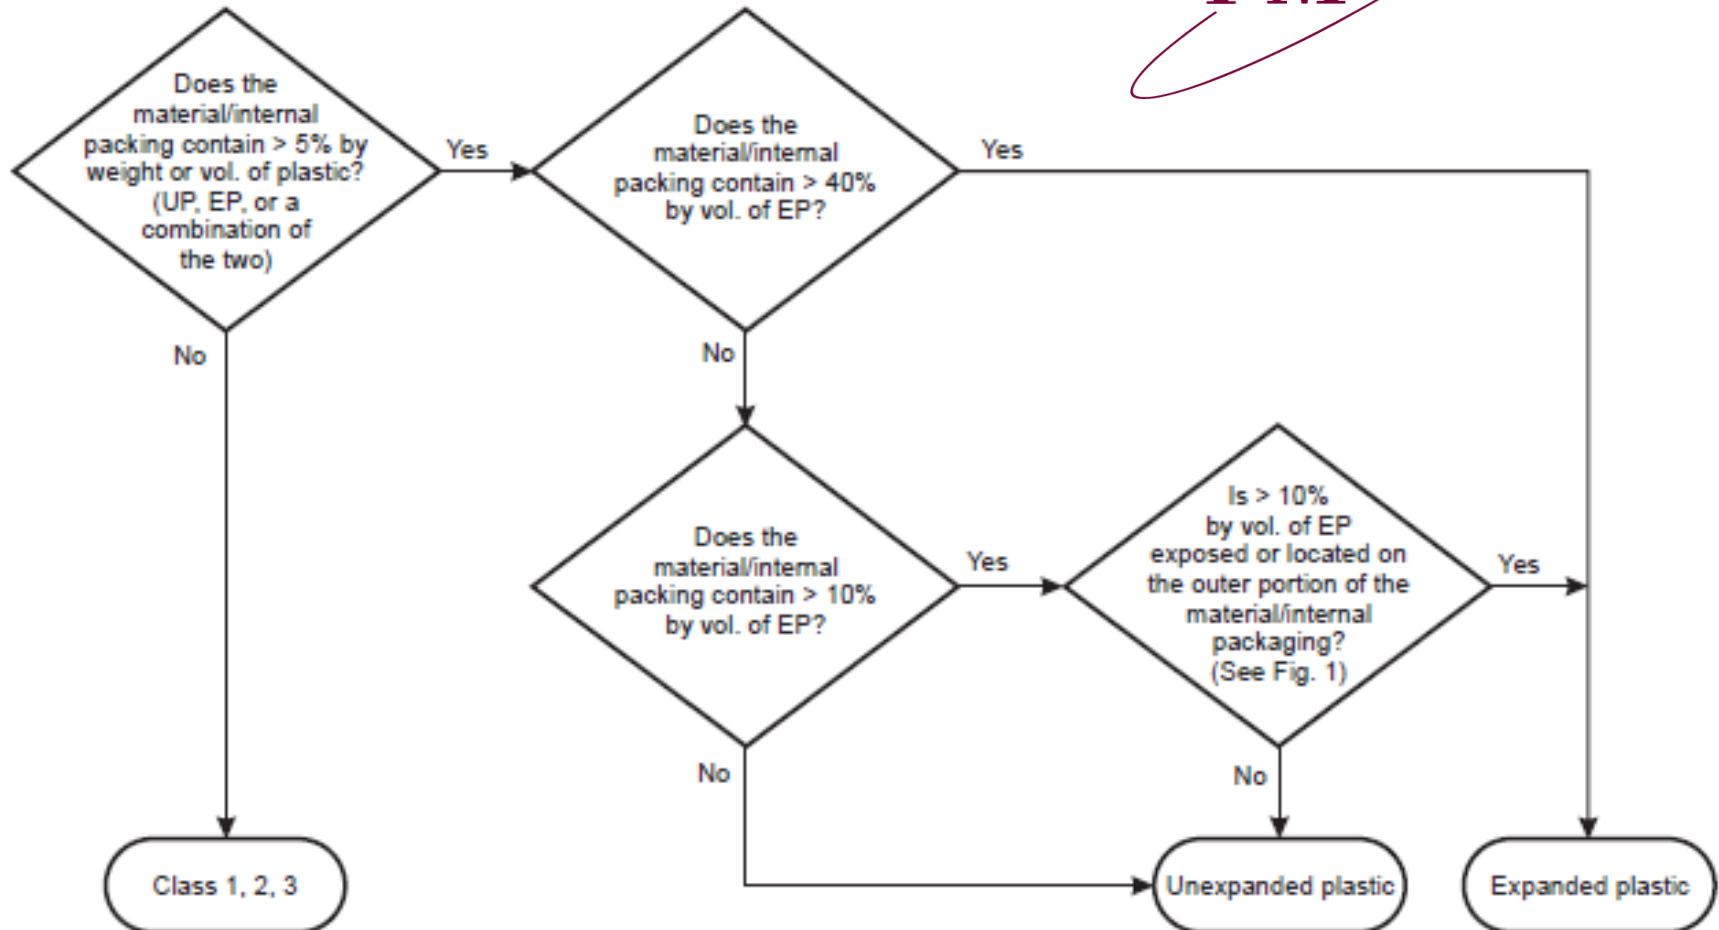 Does the
material/internal
packing contain > 5% by
weight or vol. of plastic?
(UP, EP, or a
combination of
the two)
Yes
Does the
material/internal
packing contain > 40%
by vol. of EP?
Yes
No
No
Does the
material/internal
packing contain > 10%
by vol. of EP?
Yes
Is > 10%
by vol. of EP
exposed or located on
the outer portion of the
material/internal
packaging?
(See Fig. 1)
Yes
No
No
Class 1, 2, 3
Unexpanded plastic
Expanded plastic